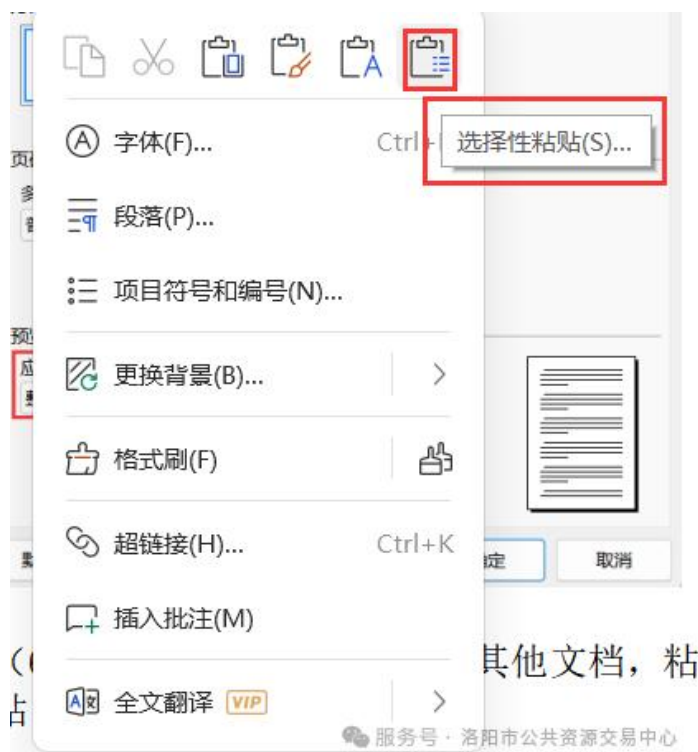 字体(F)...
Ctrl+
选择性粘贴(S)...
段落(P)...
项目符号和编号(N)...
更换背景(B)...
格式刷(F)
超链接(H)... Ctrl+K
取消
插入批注(M)
其他文档，粘
全文翻译 VIP
服务号 · 洛阳市公共资源交易中心